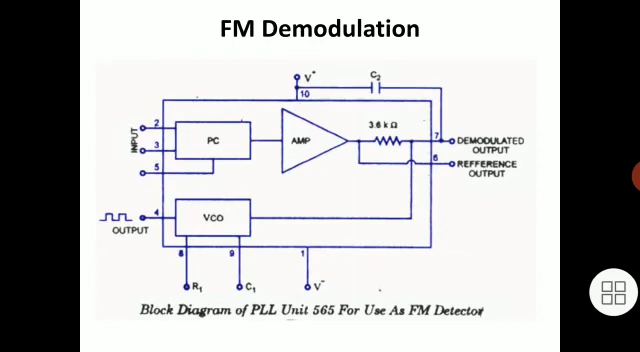 FM Demodulation
V+
C2
10
3.6 k Ω
INPUT
2
3
5
PC
AMP
7
DEMODULATED
OUTPUT
6
REFFERENCE
OUTPUT
4
OUTPUT
VCO
8
9
1
R1
C1
V-
Block Diagram of PLL Unit 565 For Use As FM Detector